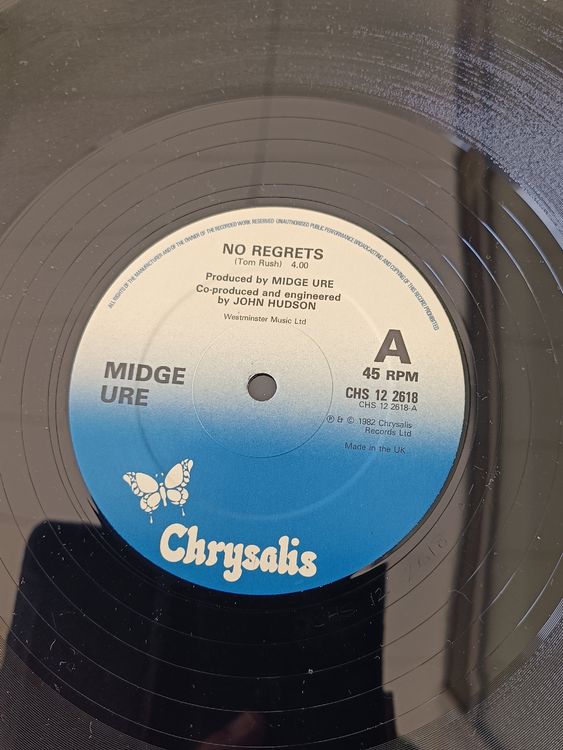 ALL RIGHTS OF THE MANUFACTURER AND OF THE OWNER OF THE RECORDED WORK RESERVED UNAUTHORISED PUBLIC PERFORMANCE BROADCASTING AND COPYING OF THIS RECORD PROHIBITED
NO REGRETS
(Tom Rush) 4.00
Produced by MIDGE URE
Co-produced and engineered
by JOHN HUDSON
Westminster Music Ltd
A
45 RPM
MIDGE
URE
CHS 12 2618
CHS 12 2618-A
℗ & © 1982 Chrysalis
Records Ltd
Made in the UK
Chrysalis